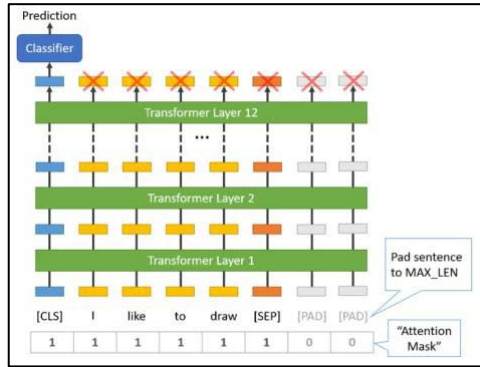 Prediction
Classifier
Transformer Layer 12
...
Transformer Layer 2
Transformer Layer 1
Pad sentence
to MAX_LEN
[CLS] I like to draw [SEP] [PAD] [PAD]
1 1 1 1 1 1 0 0
"Attention
Mask"